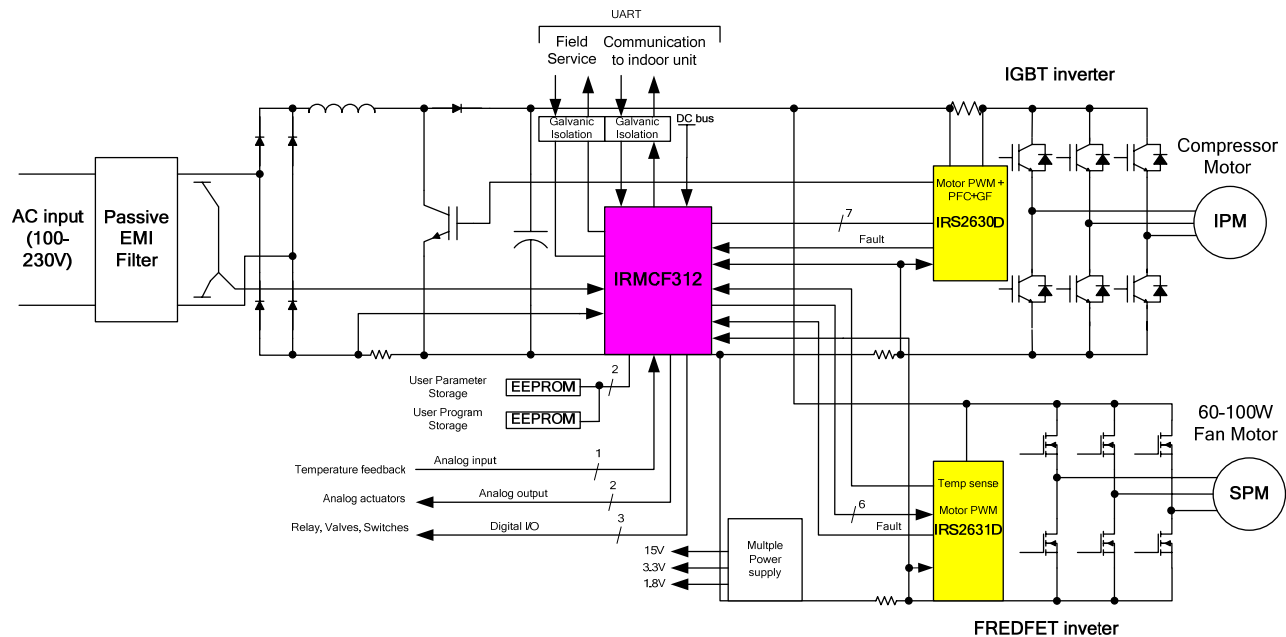 UART
Field
Service
Communication
to indoor unit
IGBT inverter
Galvanic
Isolation
Galvanic
Isolation
DC bus
Compressor
Motor
AC input
(100-
230V)
Passive
EMI
Filter
Motor PWM +
PFC+GF
IRS2630D
7
Fault
IPM
IRMCF312
User Parameter
Storage
EEPROM
2
User Program
Storage
EEPROM
60-100W
Fan Motor
Temperature feedback
Analog input
1
Analog actuators
Analog output
2
Relay, Valves, Switches
Digital I/O
3
Temp sense
6
Motor PWM
Fault
IRS2631D
SPM
15V
3.3V
1.8V
Multple
Power
supply
FREDFET inveter